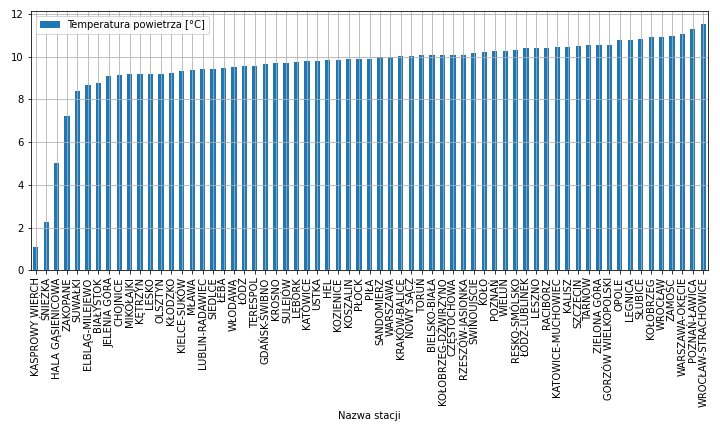 Temperatura powietrza [°C]
12
10
8
6
4
2
0
KASPROWY WIERCH
ŚNIEŻKA
HALA GĄSIENICOWA
ZAKOPANE
SUWAŁKI
ELBLĄG-MILEJEWO
BIAŁYSTOK
JELENIA GÓRA
CHOJNICE
MIKOŁAJKI
KĘTRZYN
LESKO
OLSZTYN
KŁODZKO
KIELCE-SUKÓW
MŁAWA
LUBLIN-RADAWIEC
SIEDLCE
ŁEBA
WŁODAWA
ŁÓDŹ
TERESPOL
GDAŃSK-ŚWIBNO
KROSNO
SULEJÓW
LĘBORK
KATOWICE
USTKA
HEL
KOZIENICE
KOSZALIN
PŁOCK
PIŁA
SANDOMIERZ
WARSZAWA
KRAKÓW-BALICE
NOWY SĄCZ
TORUŃ
BIELSKO-BIAŁA
KOŁOBRZEG-DŹWIRZYNO
CZĘSTOCHOWA
RZESZÓW-JASIONKA
ŚWINOUJŚCIE
KOŁO
POZNAŃ
WIELUŃ
RESKO-SMÓLSKO
ŁÓDŹ-LUBLINEK
LESZNO
RACIBÓRZ
KATOWICE-MUCHOWIEC
KALISZ
SZCZECIN
TARNÓW
ZIELONA GÓRA
GORZÓW WIELKOPOLSKI
OPOLE
LEGNICA
SŁUBICE
KOŁOBRZEG
WROCŁAW
ZAMOŚĆ
WARSZAWA-OKĘCIE
POZNAŃ-ŁAWICA
WROCŁAW-STRACHOWICE
Nazwa stacji